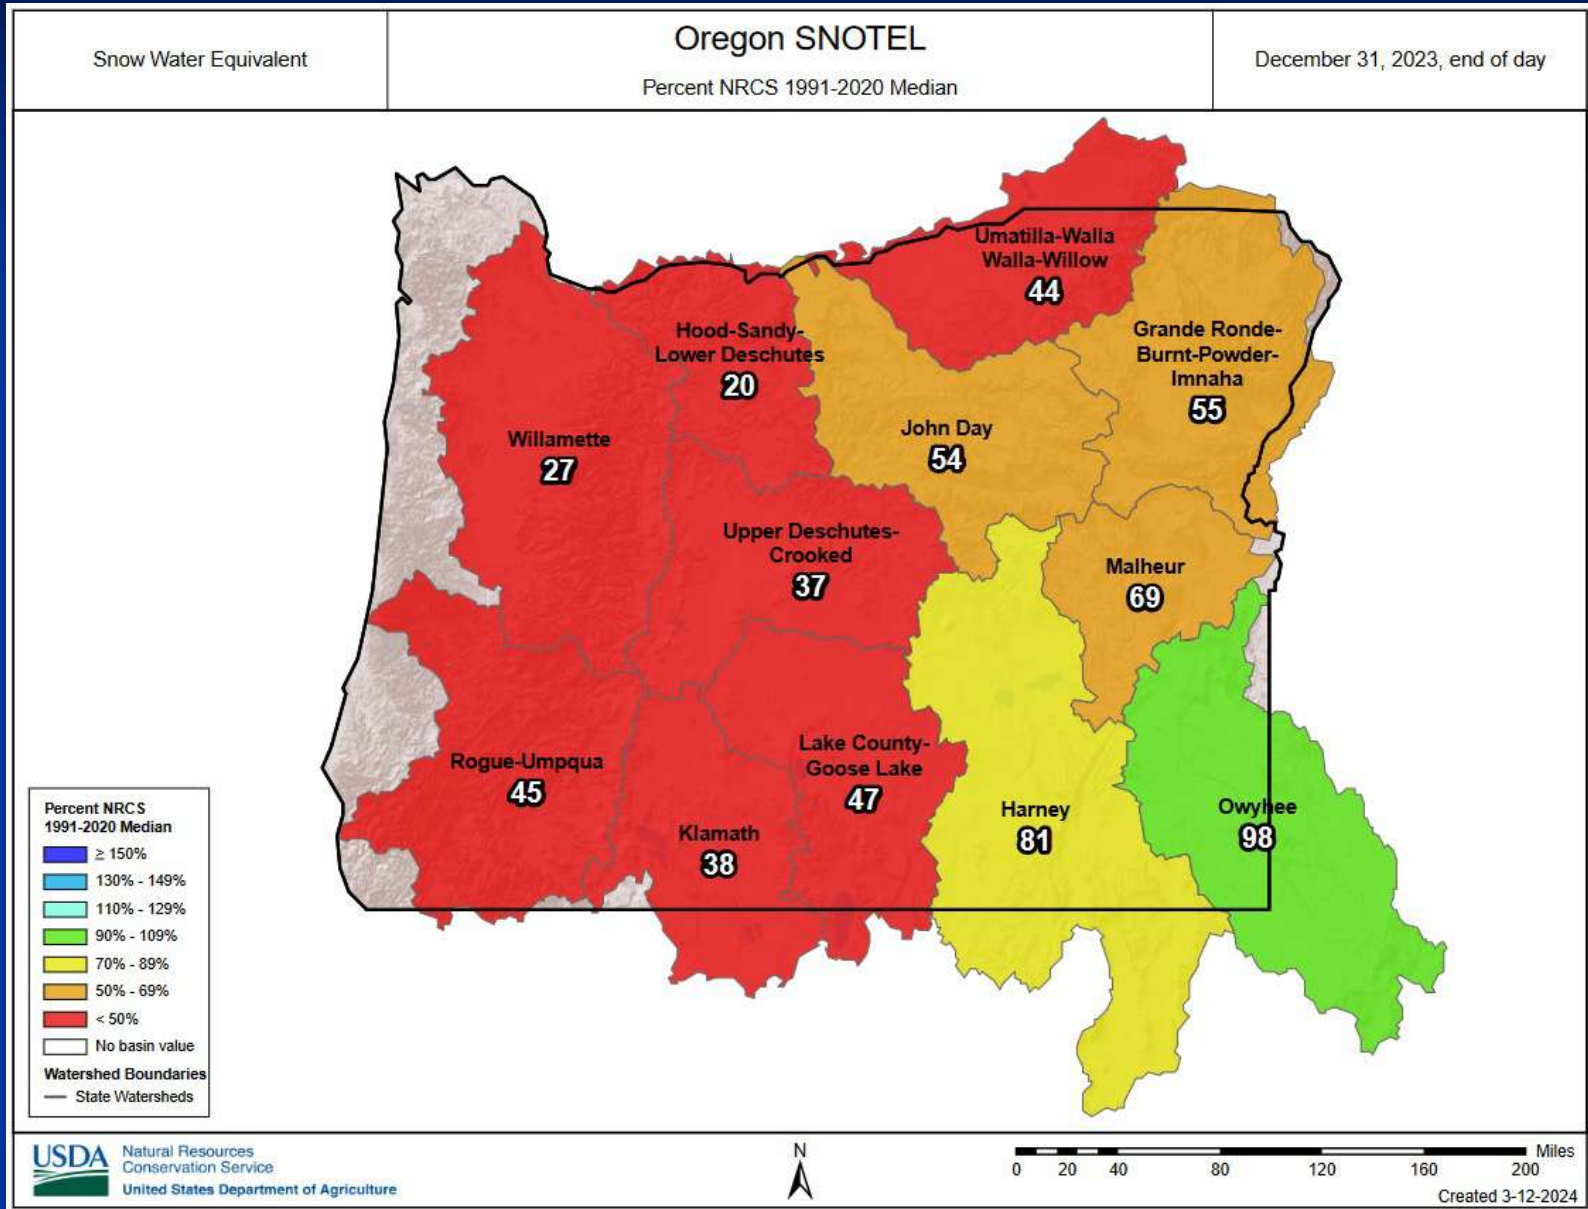 Snow Water Equivalent
Oregon SNOTEL
Percent NRCS 1991-2020 Median
December 31, 2023, end of day
Umatilla-Walla
Walla-Willow
44
Hood-Sandy-
Lower Deschutes
20
Grande Ronde-
Burnt-Powder-
Imnaha
55
Willamette
27
John Day
54
Upper Deschutes-
Crooked
37
Malheur
69
Rogue-Umpqua
45
Lake County-
Goose Lake
47
Klamath
38
Harney
81
Owyhee
98
Percent NRCS
1991-2020 Median
≥ 150%
130% - 149%
110% - 129%
90% - 109%
70% - 89%
50% - 69%
< 50%
No basin value
Watershed Boundaries
State Watersheds
USDA
Natural Resources
Conservation Service
United States Department of Agriculture
N
Miles
0 20 40 80 120 160 200
Created 3-12-2024